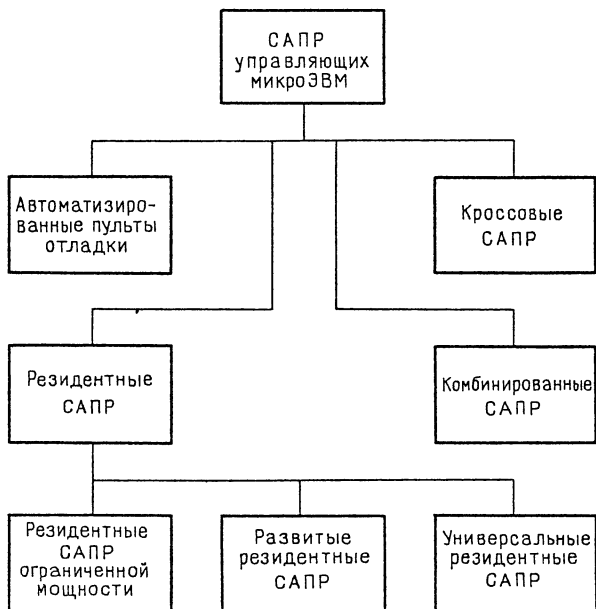 САПР
управляющих
микроЭВМ
Автоматизиро-
ванные пульты
отладки
Кроссовые
САПР
Резидентные
САПР
Комбинированные
САПР
Резидентные
САПР
ограниченной
мощности
Развитые
резидентные
САПР
Универсальные
резидентные
САПР